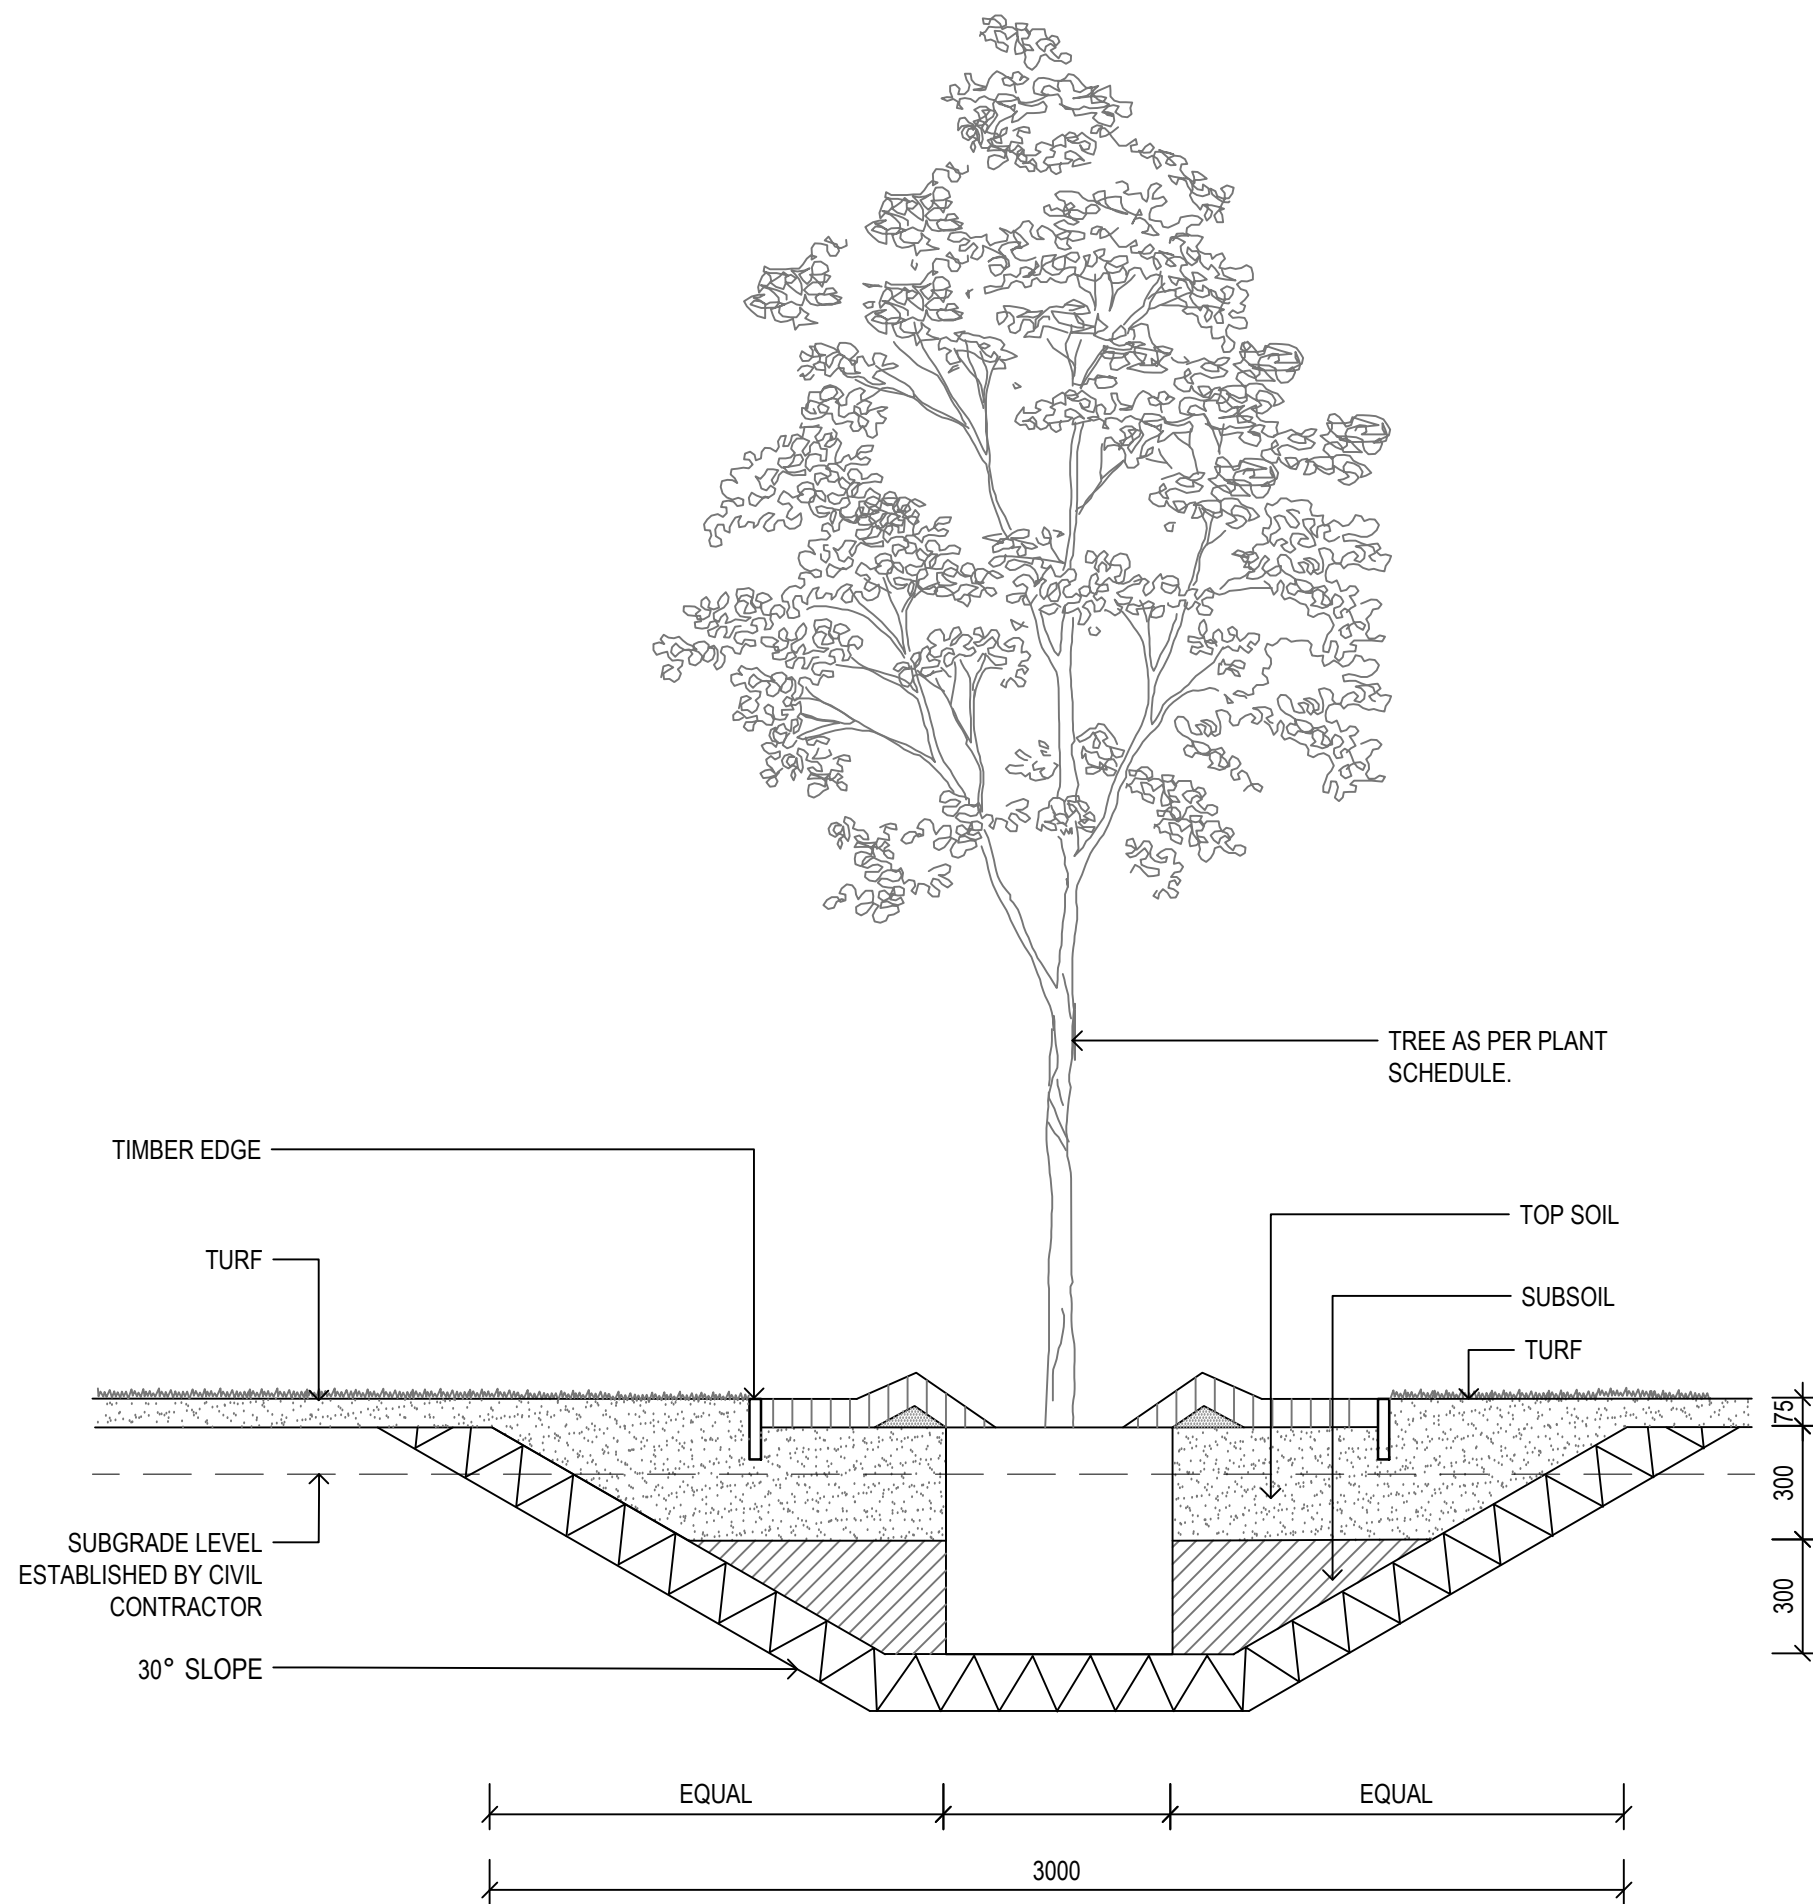 TREE AS PER PLANT
SCHEDULE.
TIMBER EDGE
TOP SOIL
TURF
SUBSOIL
TURF
75
300
SUBGRADE LEVEL
ESTABLISHED BY CIVIL
CONTRACTOR
300
30° SLOPE
EQUAL
EQUAL
3000